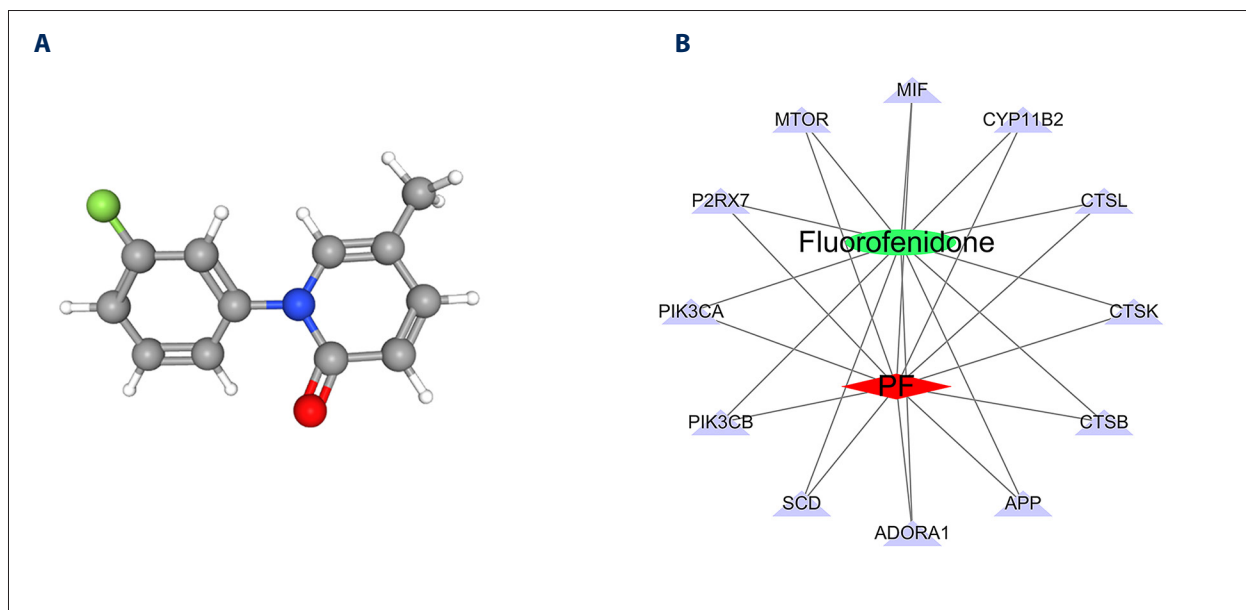 A
B
MIF
MTOR
CYP11B2
P2RX7
CTSL
Fluorofenidone
PIK3CA
CTSK
PF
PIK3CB
CTSB
SCD
APP
ADORA1